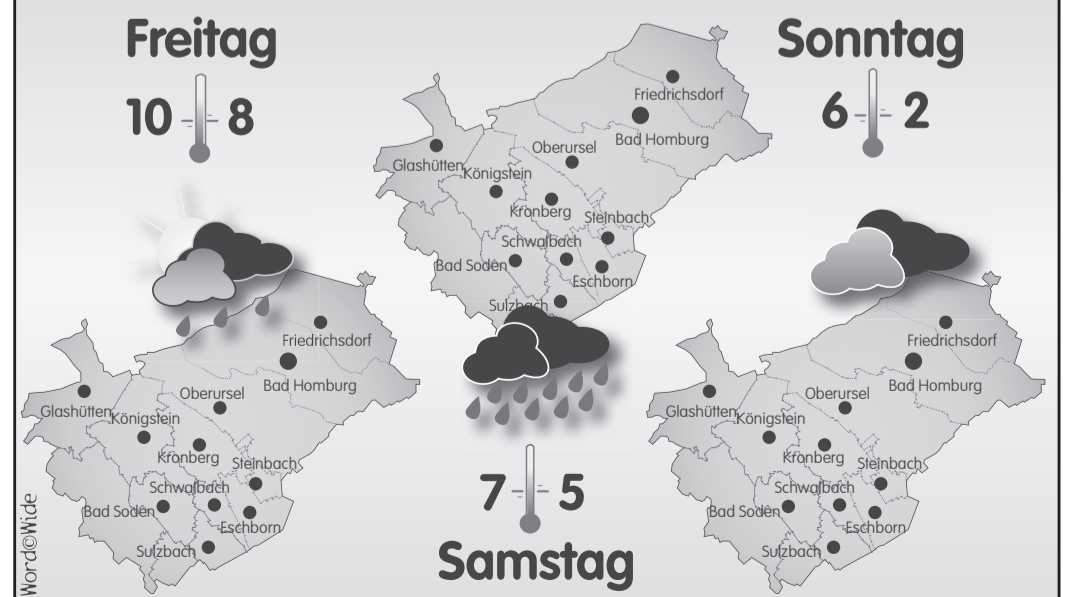 Freitag
10 8
Friedrichsdorf
Bad Homburg
Oberursel
Glashütten
Königstein
Kronberg
Steinbach
Schwalbach
Bad Soden
Eschborn
Sulzbach
Friedrichsdorf
Bad Homburg
Oberursel
Glashütten
Königstein
Kronberg
Steinbach
Schwalbach
Bad Soden
Eschborn
Sulzbach
7 5
Samstag
Sonntag
6 2
Friedrichsdorf
Bad Homburg
Oberursel
Glashütten
Königstein
Kronberg
Steinbach
Schwalbach
Bad Soden
Eschborn
Sulzbach
Word©Wide